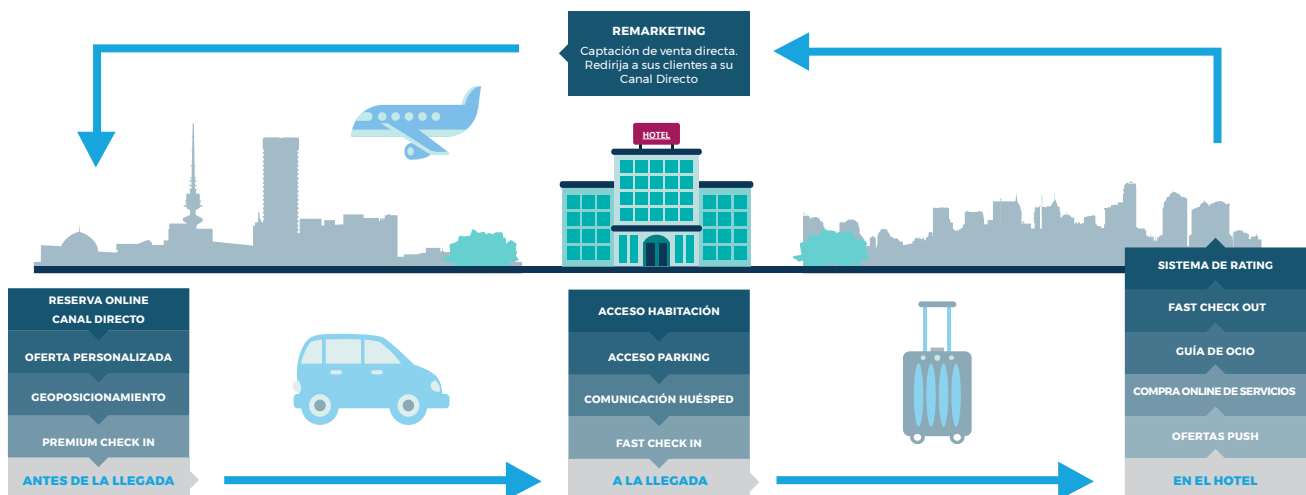 REMARKETING
Captación de venta directa.
Redirija a sus clientes a su
Canal Directo
HOTEL
RESERVA ONLINE
CANAL DIRECTO
OFERTA PERSONALIZADA
GEOPOSICIONAMIENTO
PREMIUM CHECK IN
ANTES DE LA LLEGADA
ACCESO HABITACIÓN
ACCESO PARKING
COMUNICACIÓN HUÉSPED
FAST CHECK IN
A LA LLEGADA
SISTEMA DE RATING
FAST CHECK OUT
GUÍA DE OCIO
COMPRA ONLINE DE SERVICIOS
OFERTAS PUSH
EN EL HOTEL